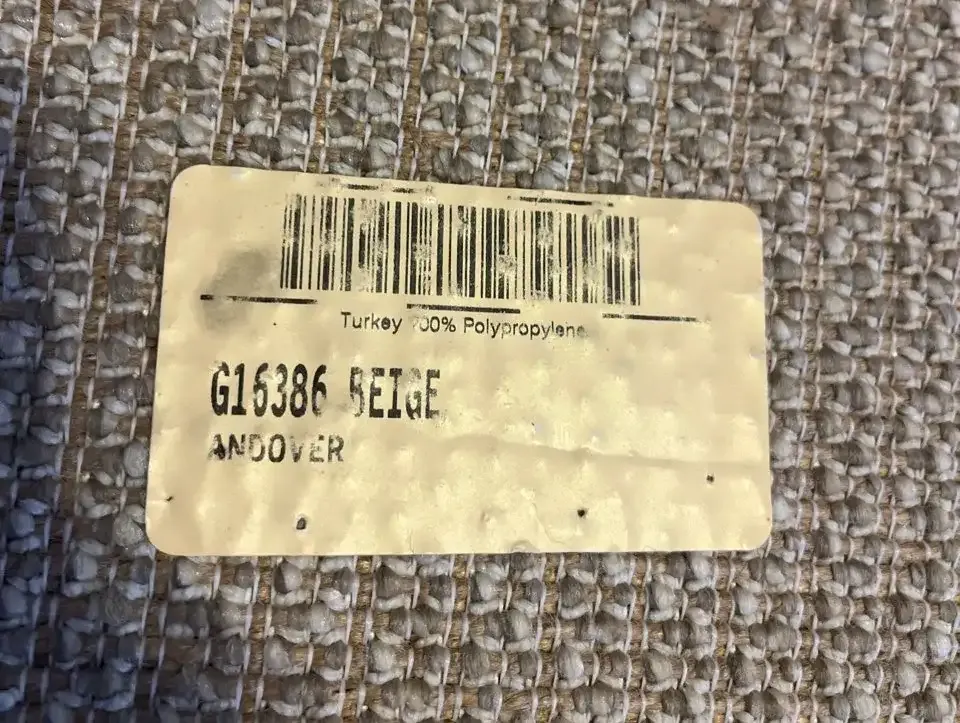 Turkey 100% Polypropylene
G16386 BEIGE
ANDOVER